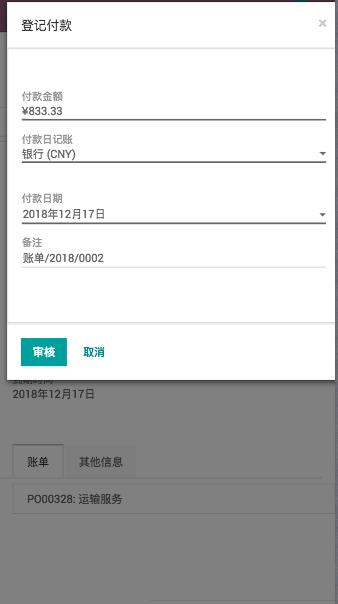 登记付款
×
付款金额
¥833.33
付款日记账
银行 (CNY)
付款日期
2018年12月17日
备注
账单/2018/0002
审核 取消
2018年12月17日
账单 其他信息
PO00328: 运输服务